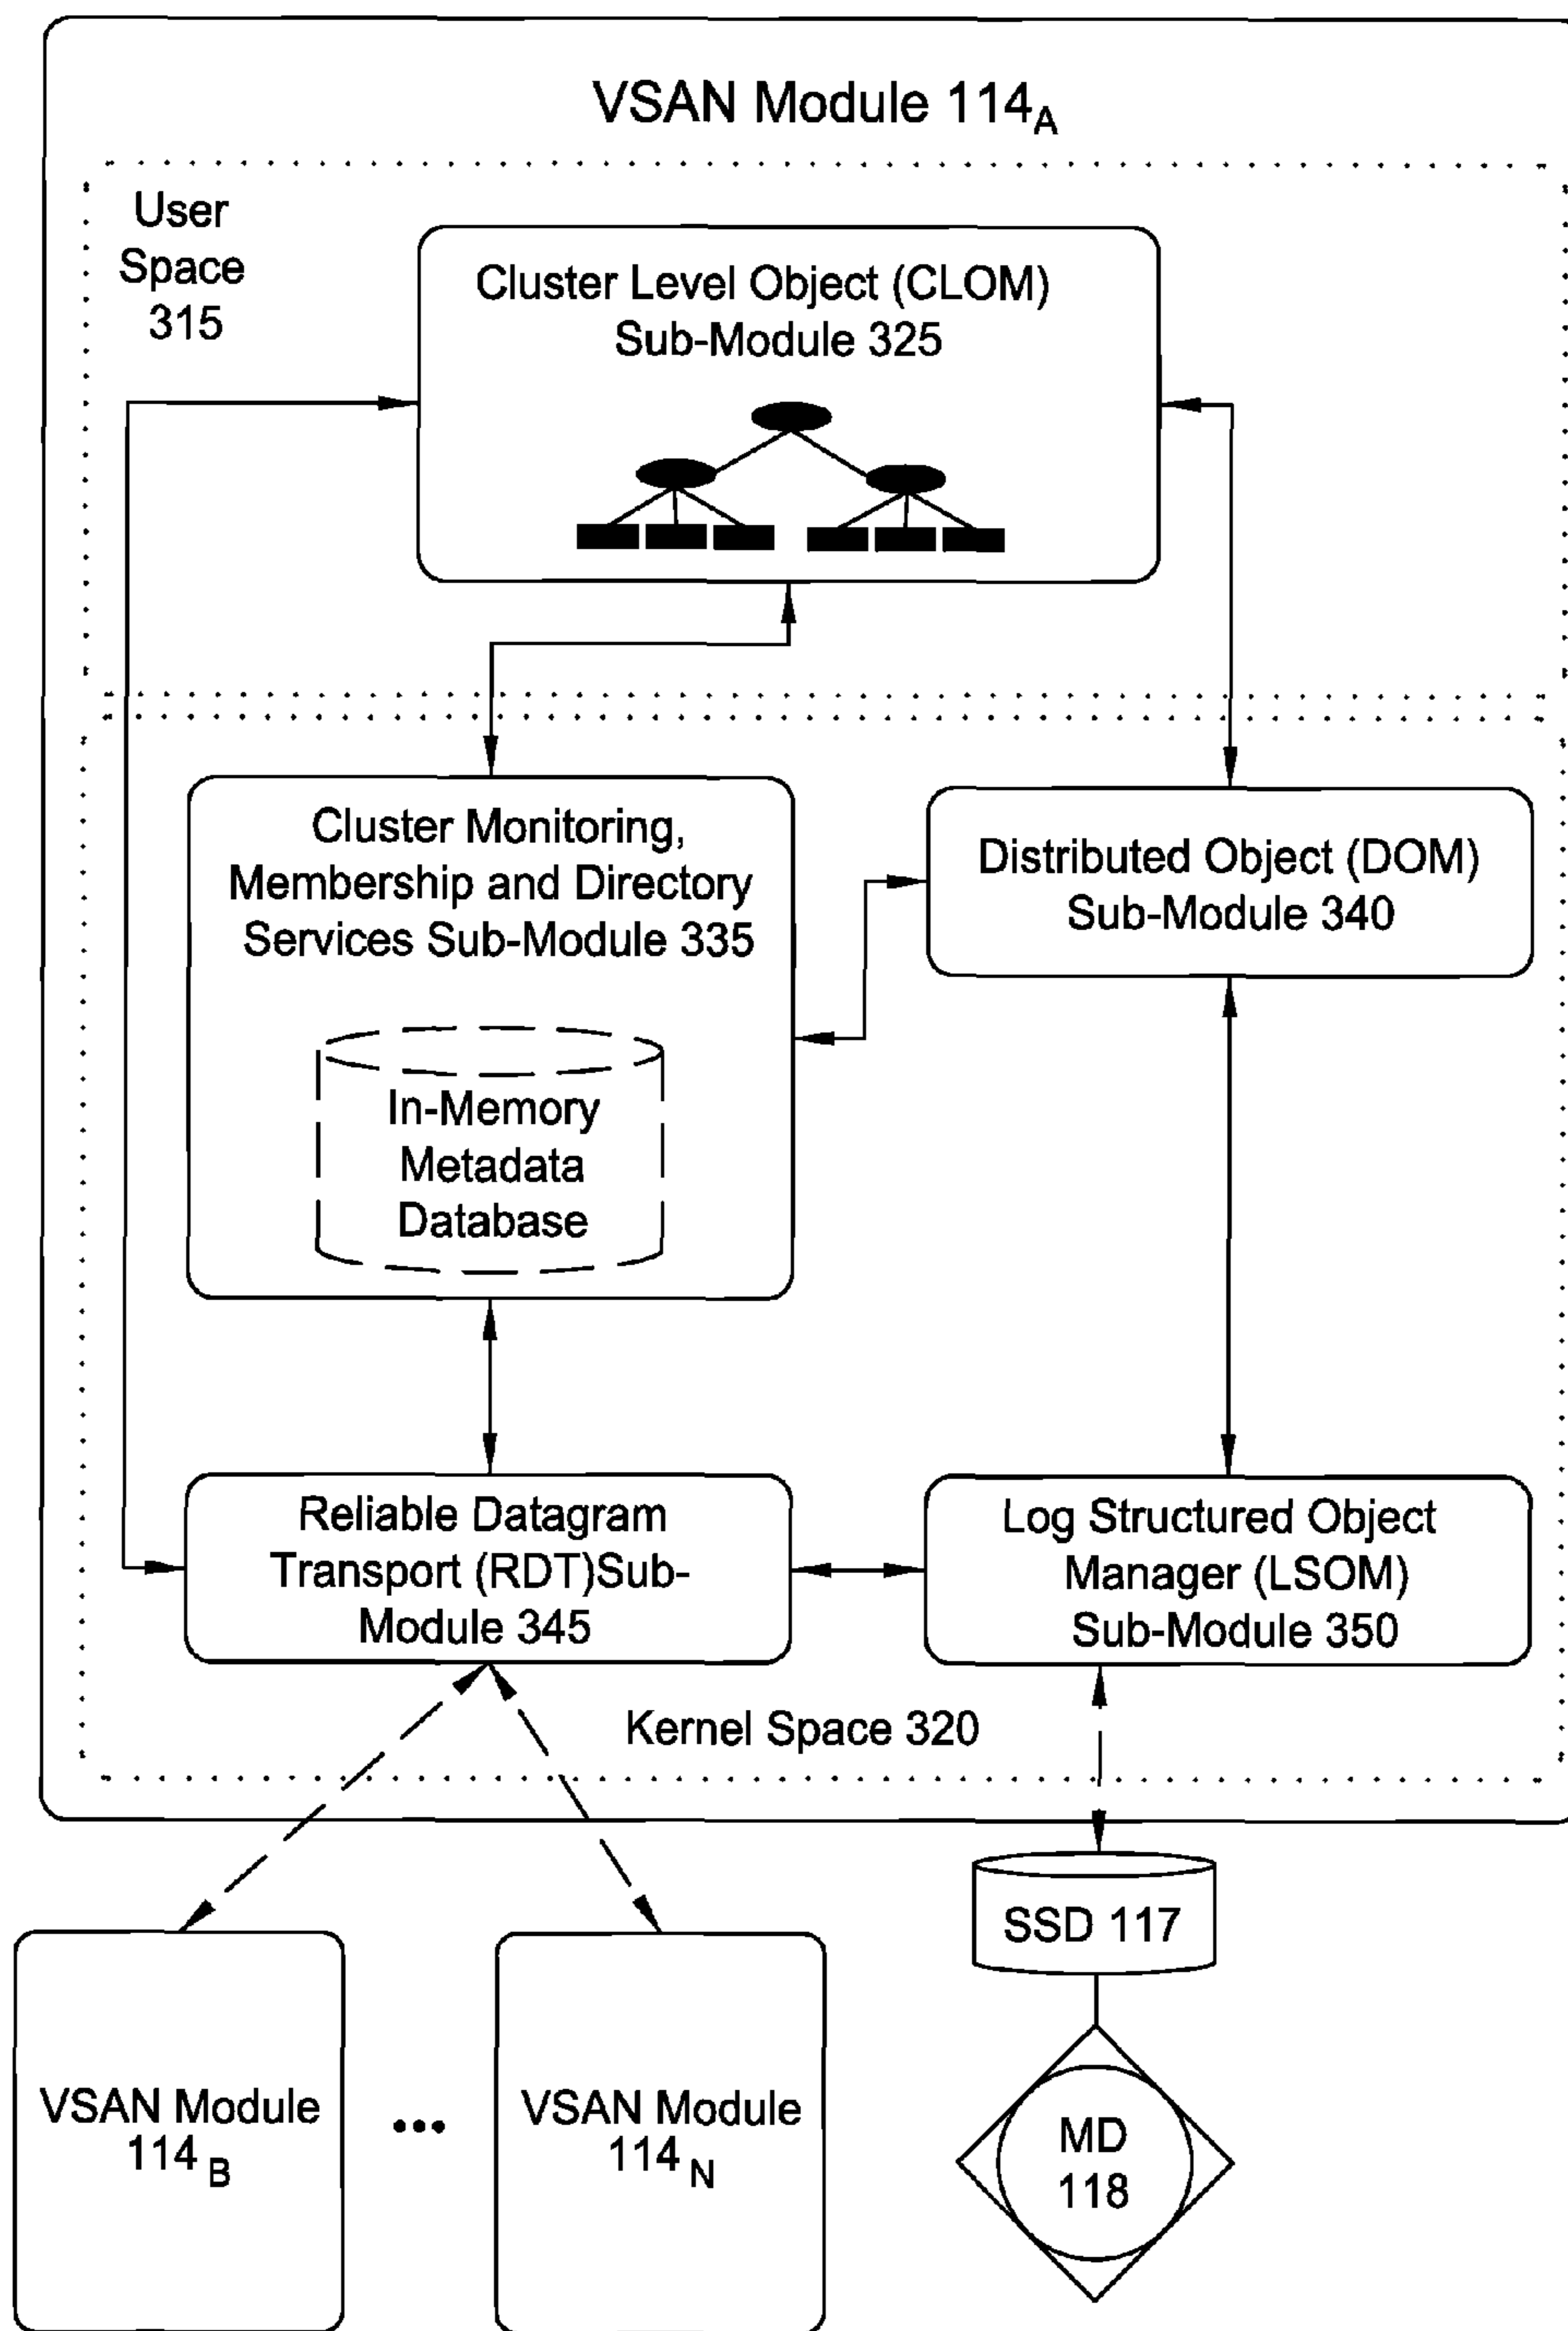 VSAN Module 114A
User
Space
315
Cluster Level Object (CLOM)
Sub-Module 325
Cluster Monitoring,
Membership and Directory
Services Sub-Module 335
In-Memory
Metadata
Database
Distributed Object (DOM)
Sub-Module 340
Reliable Datagram
Transport (RDT)Sub-
Module 345
Log Structured Object
Manager (LSOM)
Sub-Module 350
Kernel Space 320
SSD 117
VSAN Module
114 B
...
VSAN Module
114 N
MD
118